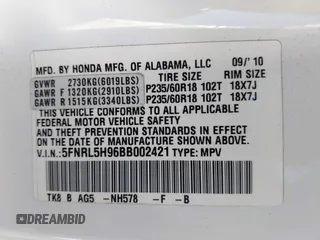 MFD. BY HONDA MFG. OF ALABAMA, LLC 09/'10
TIRE SIZE RIM SIZE
GVWR 2730KG(6019LBS)
GAWR F 1320KG(2910LBS) P235/60R18 102T 18X7J
GAWR R 1515KG(3340LBS) P235/60R18 102T 18X7J
THIS VEHICLE CONFORMS TO ALL APPLICABLE
FEDERAL MOTOR VEHICLE SAFETY STANDARDS IN EFFECT
ON THE DATE OF MANUFACTURE SHOWN ABOVE.
V.I.N.: 5FNRL5H96BB002421 TYPE: MPV
TK8 B AG5 -NH578 -F -B
DREAMBID